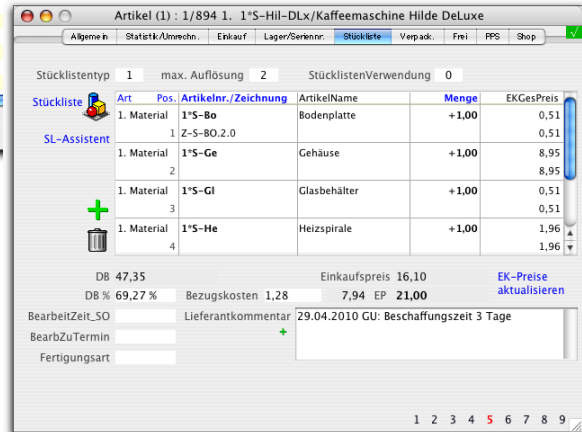 Artikel (1) : 1/894 1. 1*S-Hil-DLx/Kaffeemaschine Hilde DeLuxe
Allgemein Statistik/Umrechn. Einkauf Lager/Seriennr. Stückliste Verpack. Frei PPS Shop
Stücklistentyp 1 max. Auflösung 2 StücklistenVerwendung 0
Stückliste
SL-Assistent
Art Pos. Artikelnr./Zeichnung ArtikelName Menge EKGesPreis
1. Material 1*S-Bo Bodenplatte +1,00 0,51
1 Z-S-BO.2.0 0,51
1. Material 1*S-Ge Gehäuse +1,00 8,95
2 8,95
1. Material 1*S-Gl Glasbehälter +1,00 0,51
3 0,51
1. Material 1*S-He Heizspirale +1,00 1,96
4 1,96
DB 47,35 Einkaufspreis 16,10 EK-Preise
DB % 69,27 % Bezugskosten 1,28 7,94 EP 21,00 aktualisieren
BearbeitZeit_SO Lieferantkommentar 29.04.2010 GU: Beschaffungszeit 3 Tage
BearbZuTermin
Fertigungsart
1 2 3 4 5 6 7 8 9